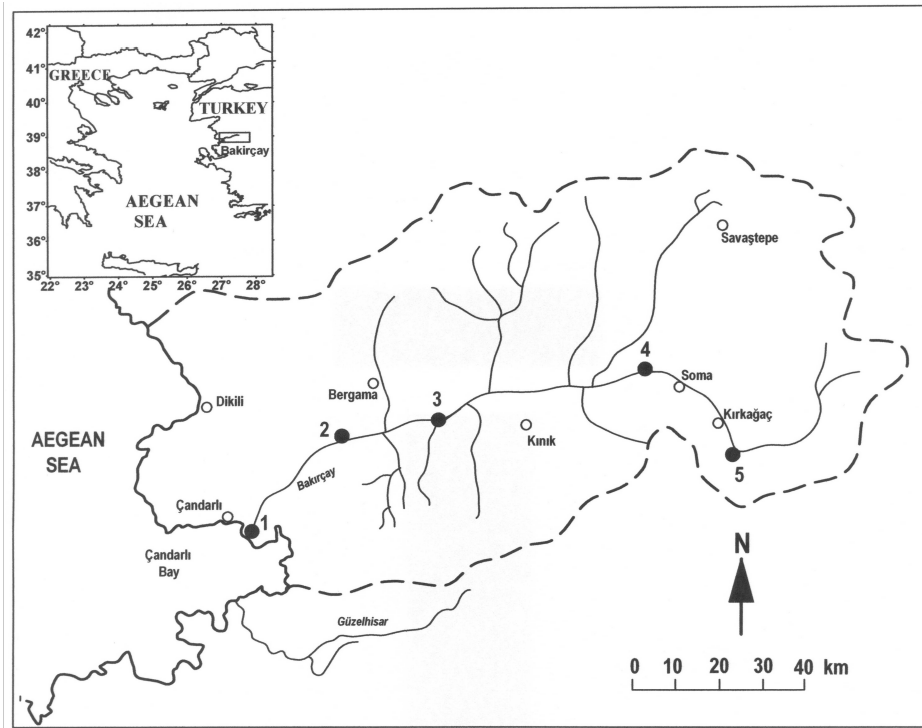 42°
41°
40°
39°
38°
37°
36°
35°
22°
23°
24°
25°
26°
27°
28°
GREECE
TURKEY
Bakirçay
AEGEAN
SEA
Savaştepe
4
Soma
Kırkağaç
5
Bergama
3
2
Kınık
Dikili
AEGEAN
SEA
Bakırçay
Çandarlı
1
Çandarlı
Bay
Güzelhisar
N
0 10 20 30 40 km